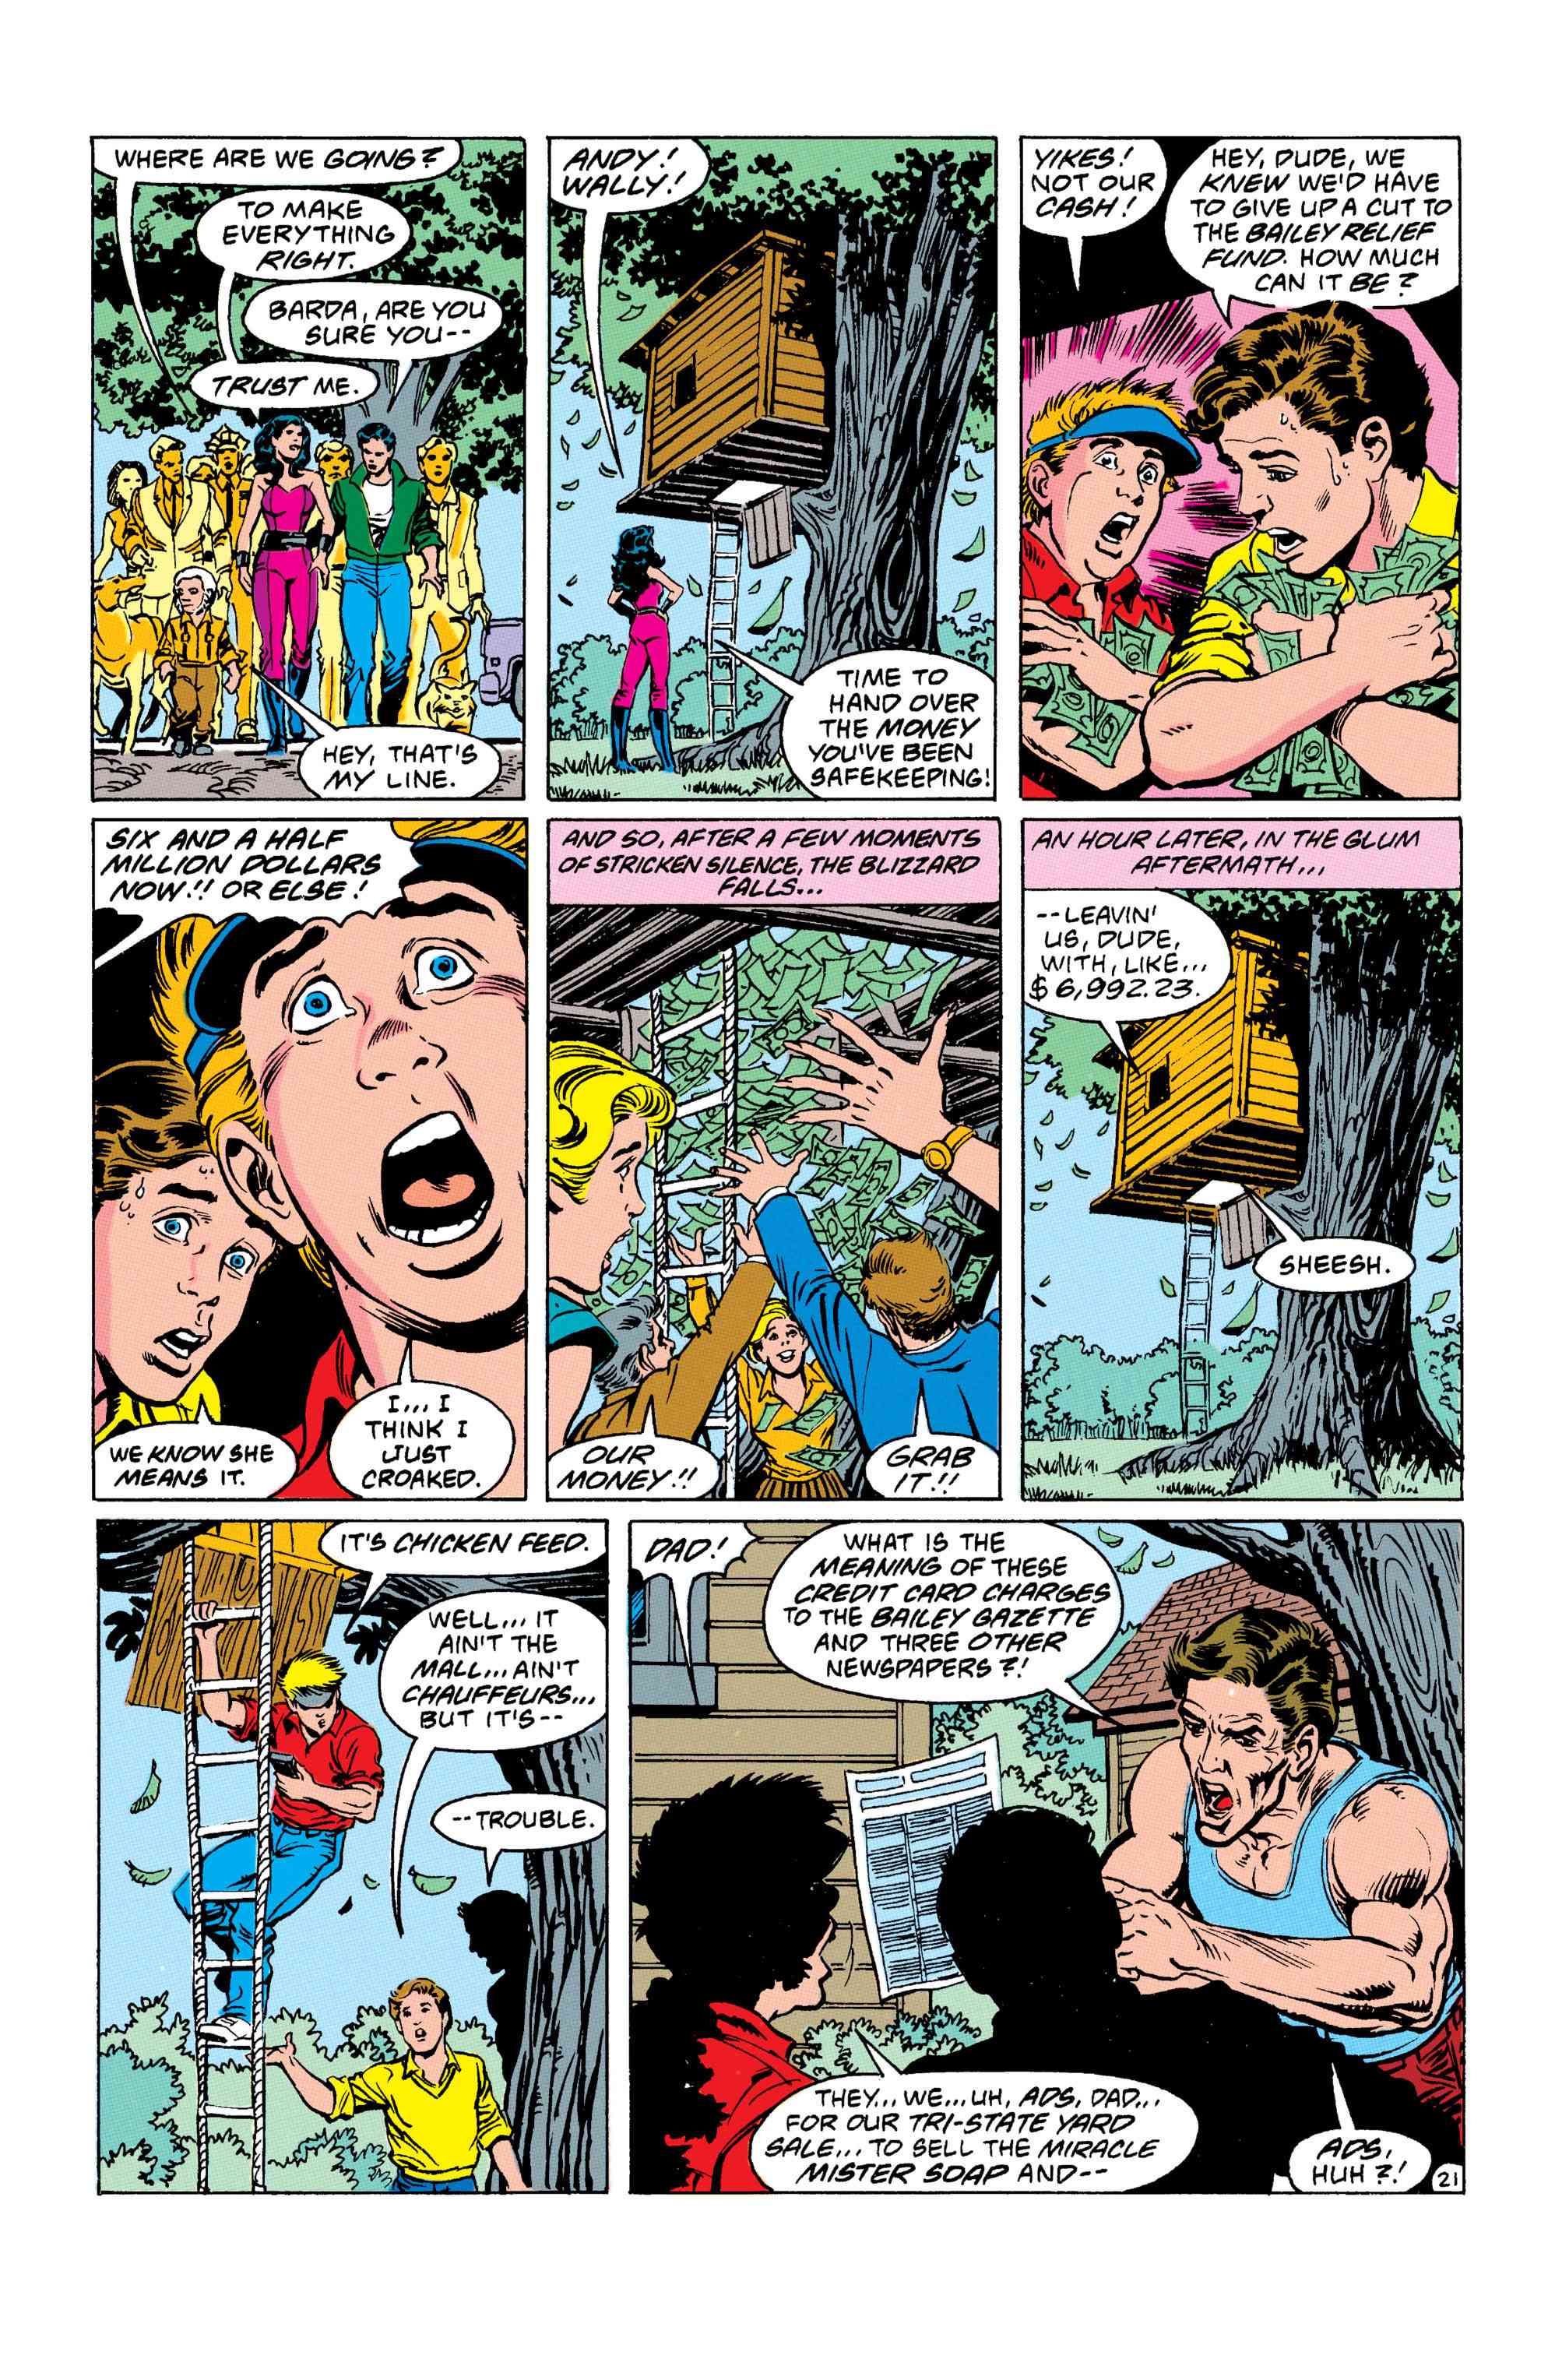 WHERE ARE WE GOING?
TO MAKE
EVERYTHING
RIGHT.
BARDA, ARE YOU
SURE YOU--
TRUST ME.
HEY, THAT'S
MY LINE.
ANDY!
WALLY!
TIME TO
HAND OVER
THE MONEY
YOU'VE BEEN
SAFEKEEPING!
YIKES!
NOT OUR
CASH!
HEY, DUDE, WE
KNEW WE'D HAVE
TO GIVE UP A CUT TO
THE BAILEY RELIEF
FUND. HOW MUCH
CAN IT BE?
SIX AND A HALF
MILLION DOLLARS
NOW!! OR ELSE!
WE KNOW SHE
MEANS IT.
I... I
THINK I
JUST
CROAKED.
AND SO, AFTER A FEW MOMENTS
OF STRICKEN SILENCE, THE BLIZZARD
FALLS...
OUR
MONEY!!
GRAB
IT!!
AN HOUR LATER, IN THE GLUM
AFTERMATH...
--LEAVIN'
US, DUDE,
WITH, LIKE...
$6,992.23.
SHEESH.
IT'S CHICKEN FEED.
WELL... IT
AIN'T THE
MALL... AIN'T
CHAUFFEURS...
BUT IT'S--
--TROUBLE.
DAD!
WHAT IS THE
MEANING OF THESE
CREDIT CARD CHARGES
TO THE BAILEY GAZETTE
AND THREE OTHER
NEWSPAPERS?!
THEY... WE... UH, ADS, DAD...
FOR OUR TRI-STATE YARD
SALE... TO SELL THE MIRACLE
MISTER SOAP AND--
ADS,
HUH?!
21